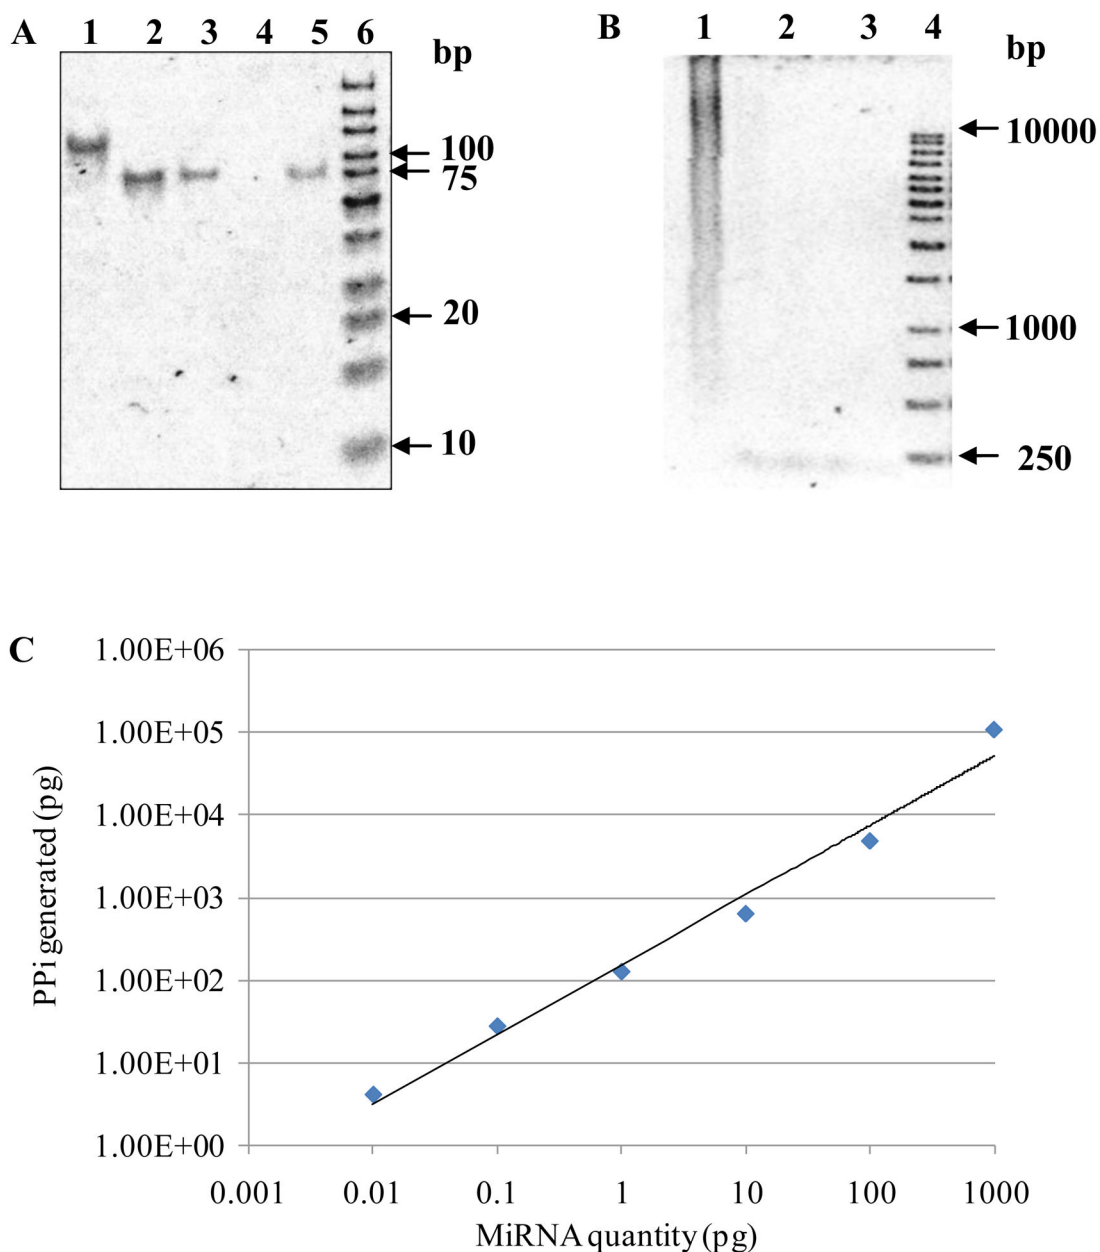 A 1 2 3 4 5 6 bp
100
75
20
10
B 1 2 3 4 bp
10000
1000
250
C
1.00E+06
1.00E+05
1.00E+04
1.00E+03
1.00E+02
1.00E+01
1.00E+00
PPi generated (pg)
0.001 0.01 0.1 1 10 100 1000
MiRNA quantity (pg)